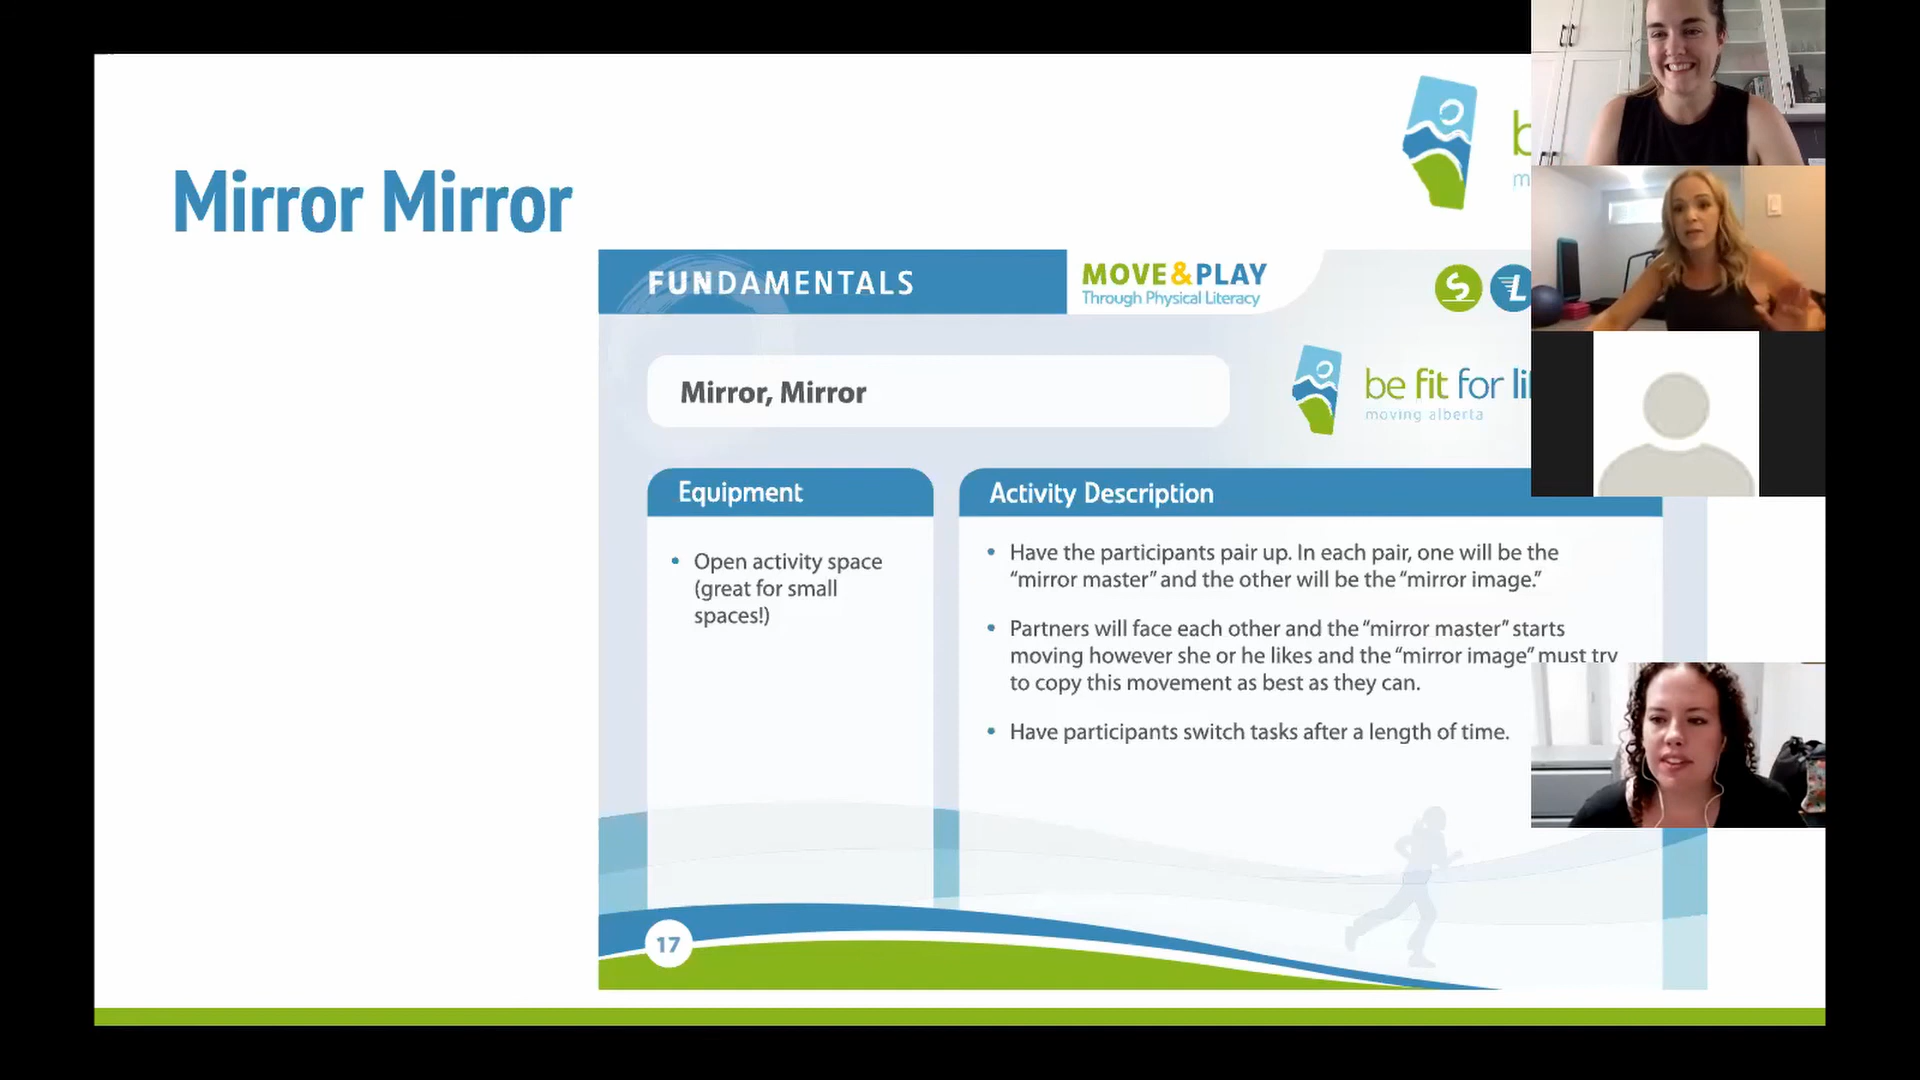 Mirror Mirror
FUNDAMENTALS
MOVE&PLAY
Through Physical Literacy
Mirror, Mirror
be fit for
moving alberta
Equipment
Activity Description
• Open activity space
(great for small
spaces!)
• Have the participants pair up. In each pair, one will be the
“mirror master” and the other will be the “mirror image.”
• Partners will face each other and the “mirror master” starts
moving however she or he likes and the “mirror image” must try
to copy this movement as best as they can.
• Have participants switch tasks after a length of time.
17